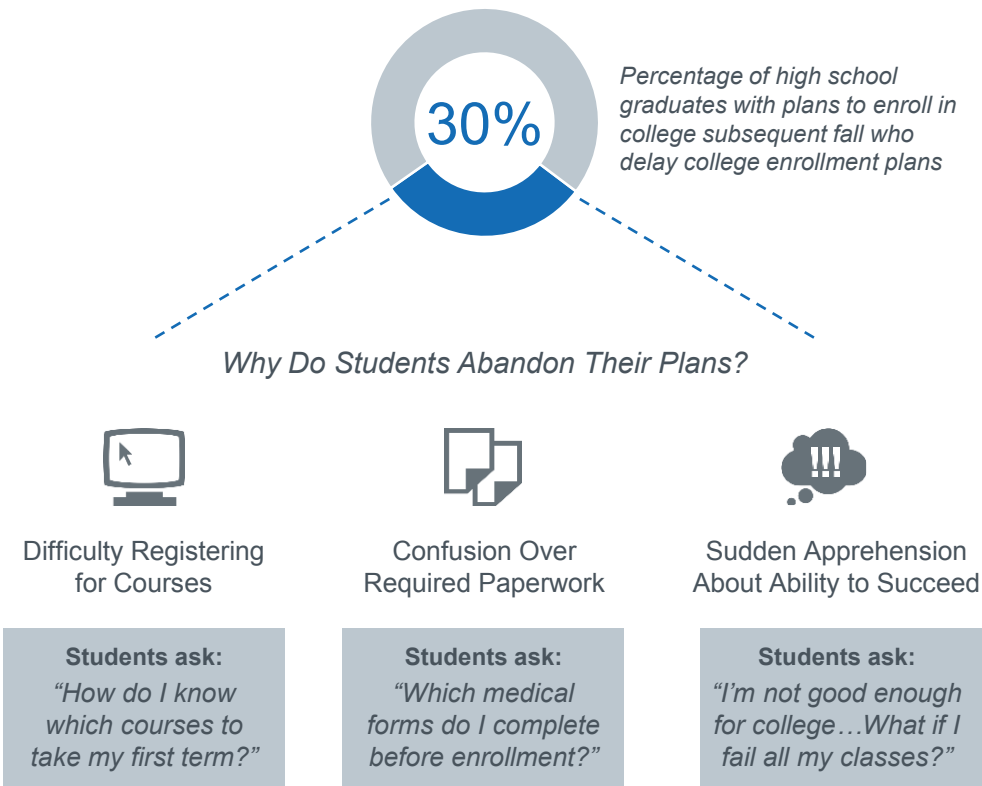 30%
Percentage of high school
graduates with plans to enroll in
college subsequent fall who
delay college enrollment plans
Why Do Students Abandon Their Plans?
Difficulty Registering
for Courses
Students ask:
“How do I know
which courses to
take my first term?”
Confusion Over
Required Paperwork
Students ask:
“Which medical
forms do I complete
before enrollment?”
!!!
Sudden Apprehension
About Ability to Succeed
Students ask:
“I’m not good enough
for college…What if I
fail all my classes?”